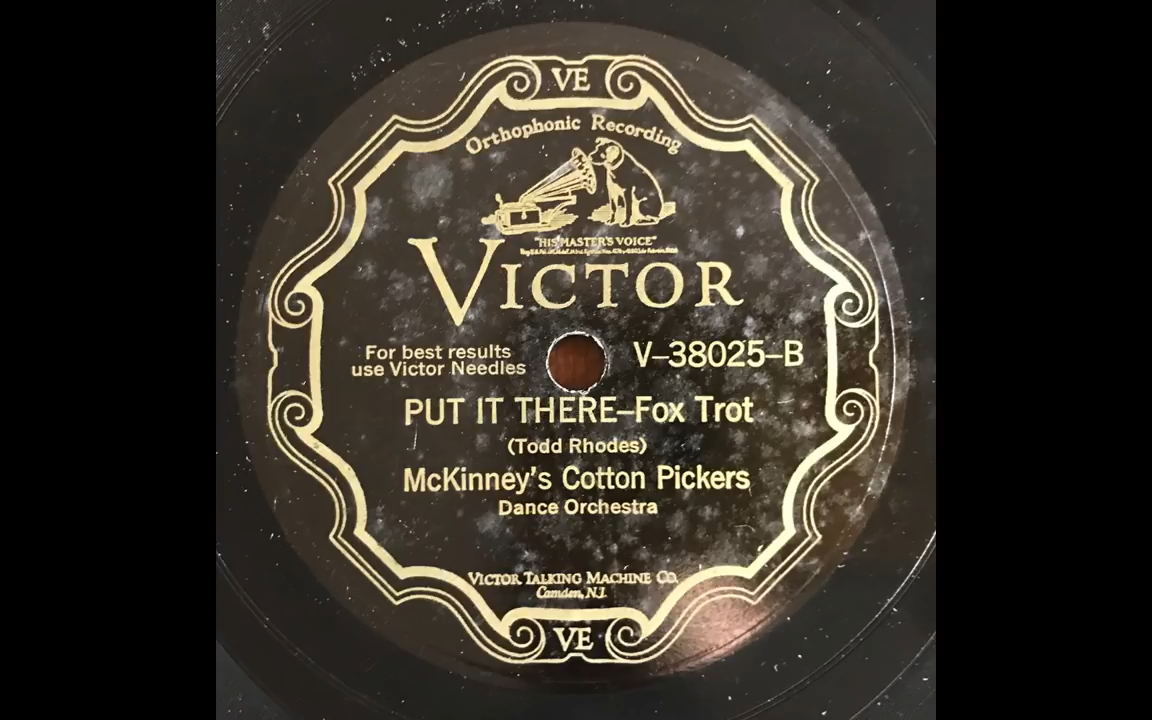 VE
Orthophonic Recording
"HIS MASTER'S VOICE"
VICTOR
For best results
use Victor Needles
V–38025–B
PUT IT THERE–Fox Trot
(Todd Rhodes)
McKinney's Cotton Pickers
Dance Orchestra
VICTOR TALKING MACHINE CO.
Camden, N.J.
VE